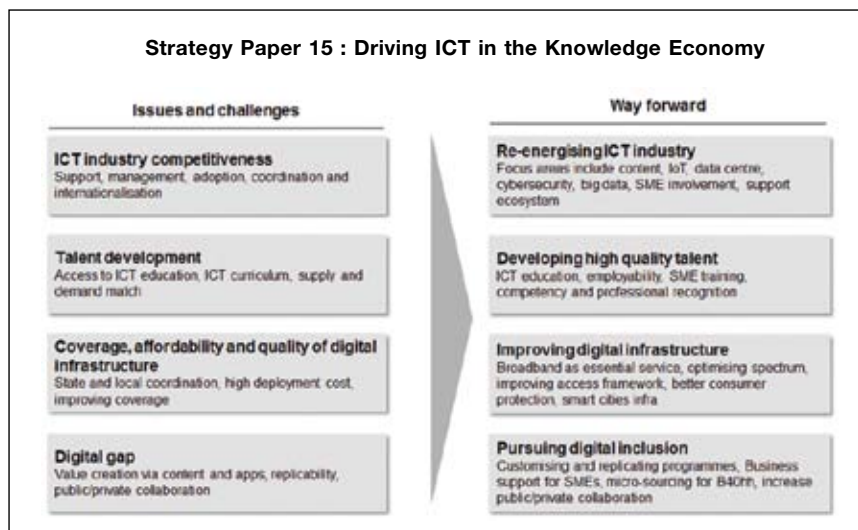 Strategy Paper 15 : Driving ICT in the Knowledge Economy
Issues and challenges
ICT industry competitiveness
Support, management, adoption, coordination and
internationalisation
Talent development
Access to ICT education, ICT curriculum, supply and
demand match
Coverage, affordability and quality of digital
infrastructure
State and local coordination, high deployment cost,
improving coverage
Digital gap
Value creation via content and apps, replicability,
public/private collaboration
Way forward
Re-energising ICT industry
Focus areas include content, IoT, data centre,
cybersecurity, big data, SME involvement, support
ecosystem
Developing high quality talent
ICT education, employability, SME training,
competency and professional recognition
Improving digital infrastructure
Broadband as essential service, optimising spectrum,
improving access framework, better consumer
protection, smart cities infra
Pursuing digital inclusion
Customising and replicating programmes, Business
support for SMEs, micro-sourcing for B40hh, increase
public/private collaboration